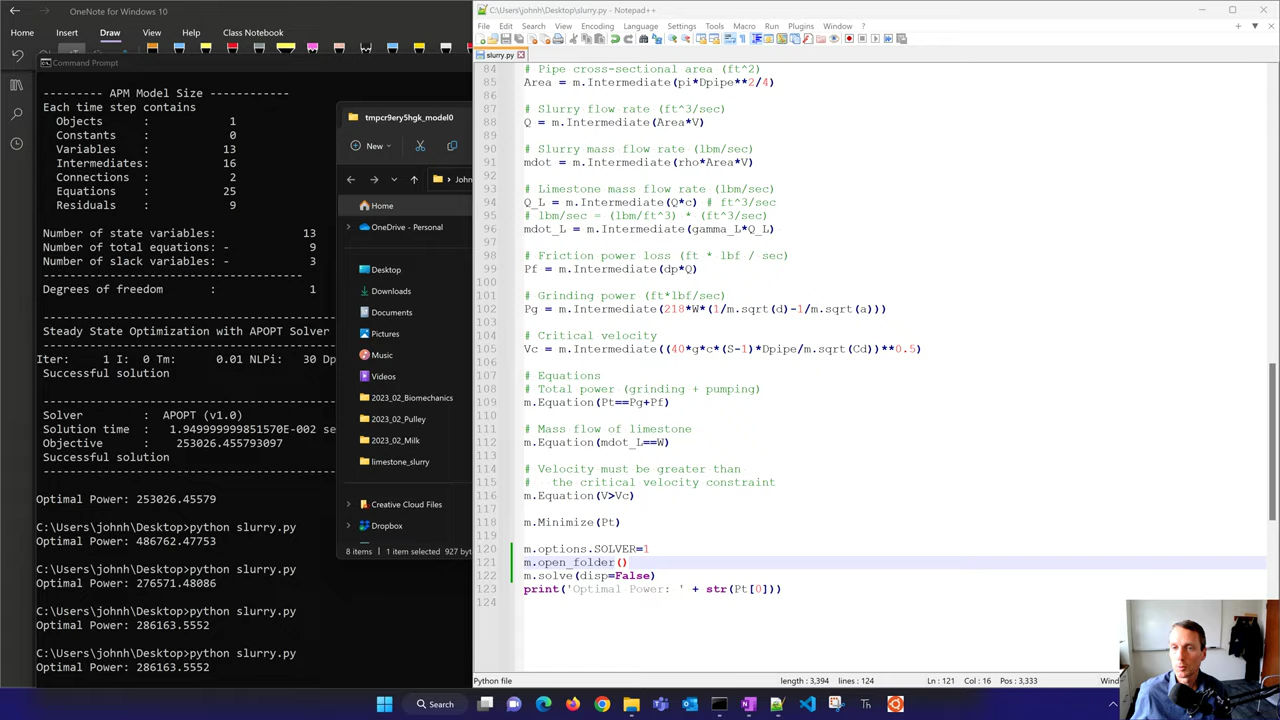 OneNote for Windows 10
Home Insert Draw View Help Class Notebook
Command Prompt
--------- APM Model Size ------------
Each time step contains
Objects : 1
Constants : 0
Variables : 13
Intermediates: 16
Connections : 2
Equations : 25
Residuals : 9
Number of state variables: 13
Number of total equations: - 9
Number of slack variables: - 3
---------------------------------------
Degrees of freedom : 1
----------------------------------------------
Steady State Optimization with APOPT Solver
----------------------------------------------
Iter: 1 I: 0 Tm: 0.01 NLPi: 30 Dp
Successful solution
---------------------------------------------------
Solver : APOPT (v1.0)
Solution time : 1.949999999851570E-002 se
Objective : 253026.455793097
Successful solution
---------------------------------------------------
Optimal Power: 253026.45579
C:\Users\johnh\Desktop>python slurry.py
Optimal Power: 486762.47753
C:\Users\johnh\Desktop>python slurry.py
Optimal Power: 276571.48086
C:\Users\johnh\Desktop>python slurry.py
Optimal Power: 286163.5552
C:\Users\johnh\Desktop>python slurry.py
Optimal Power: 286163.5552
tmpcr9ery5hgk_model0
New
John
Home
OneDrive - Personal
Desktop
Downloads
Documents
Pictures
Music
Videos
2023_02_Biomechanics
2023_02_Pulley
2023_02_Milk
limestone_slurry
Creative Cloud Files
Dropbox
8 items 1 item selected 927 byt
C:\Users\johnh\Desktop\slurry.py - Notepad++
File Edit Search View Encoding Language Settings Tools Macro Run Plugins Window ?
slurry.py
84 # Pipe cross-sectional area (ft^2)
85 Area = m.Intermediate(pi*Dpipe**2/4)
86
87 # Slurry flow rate (ft^3/sec)
88 Q = m.Intermediate(Area*V)
89
90 # Slurry mass flow rate (lbm/sec)
91 mdot = m.Intermediate(rho*Area*V)
92
93 # Limestone mass flow rate (lbm/sec)
94 Q_L = m.Intermediate(Q*c) # ft^3/sec
95 # lbm/sec = (lbm/ft^3) * (ft^3/sec)
96 mdot_L = m.Intermediate(gamma_L*Q_L)
97
98 # Friction power loss (ft * lbf / sec)
99 Pf = m.Intermediate(dp*Q)
100
101 # Grinding power (ft*lbf/sec)
102 Pg = m.Intermediate(218*W*(1/m.sqrt(d)-1/m.sqrt(a)))
103
104 # Critical velocity
105 Vc = m.Intermediate((40*g*c*(S-1)*Dpipe/m.sqrt(Cd))**0.5)
106
107 # Equations
108 # Total power (grinding + pumping)
109 m.Equation(Pt==Pg+Pf)
110
111 # Mass flow of limestone
112 m.Equation(mdot_L==W)
113
114 # Velocity must be greater than
115 # the critical velocity constraint
116 m.Equation(V>Vc)
117
118 m.Minimize(Pt)
119
120 m.options.SOLVER=1
121 m.open_folder()
122 m.solve(disp=False)
123 print('Optimal Power: ' + str(Pt[0]))
124
Python file length : 3,394 lines : 124 Ln : 121 Col : 16 Pos : 3,333 Wind
Search